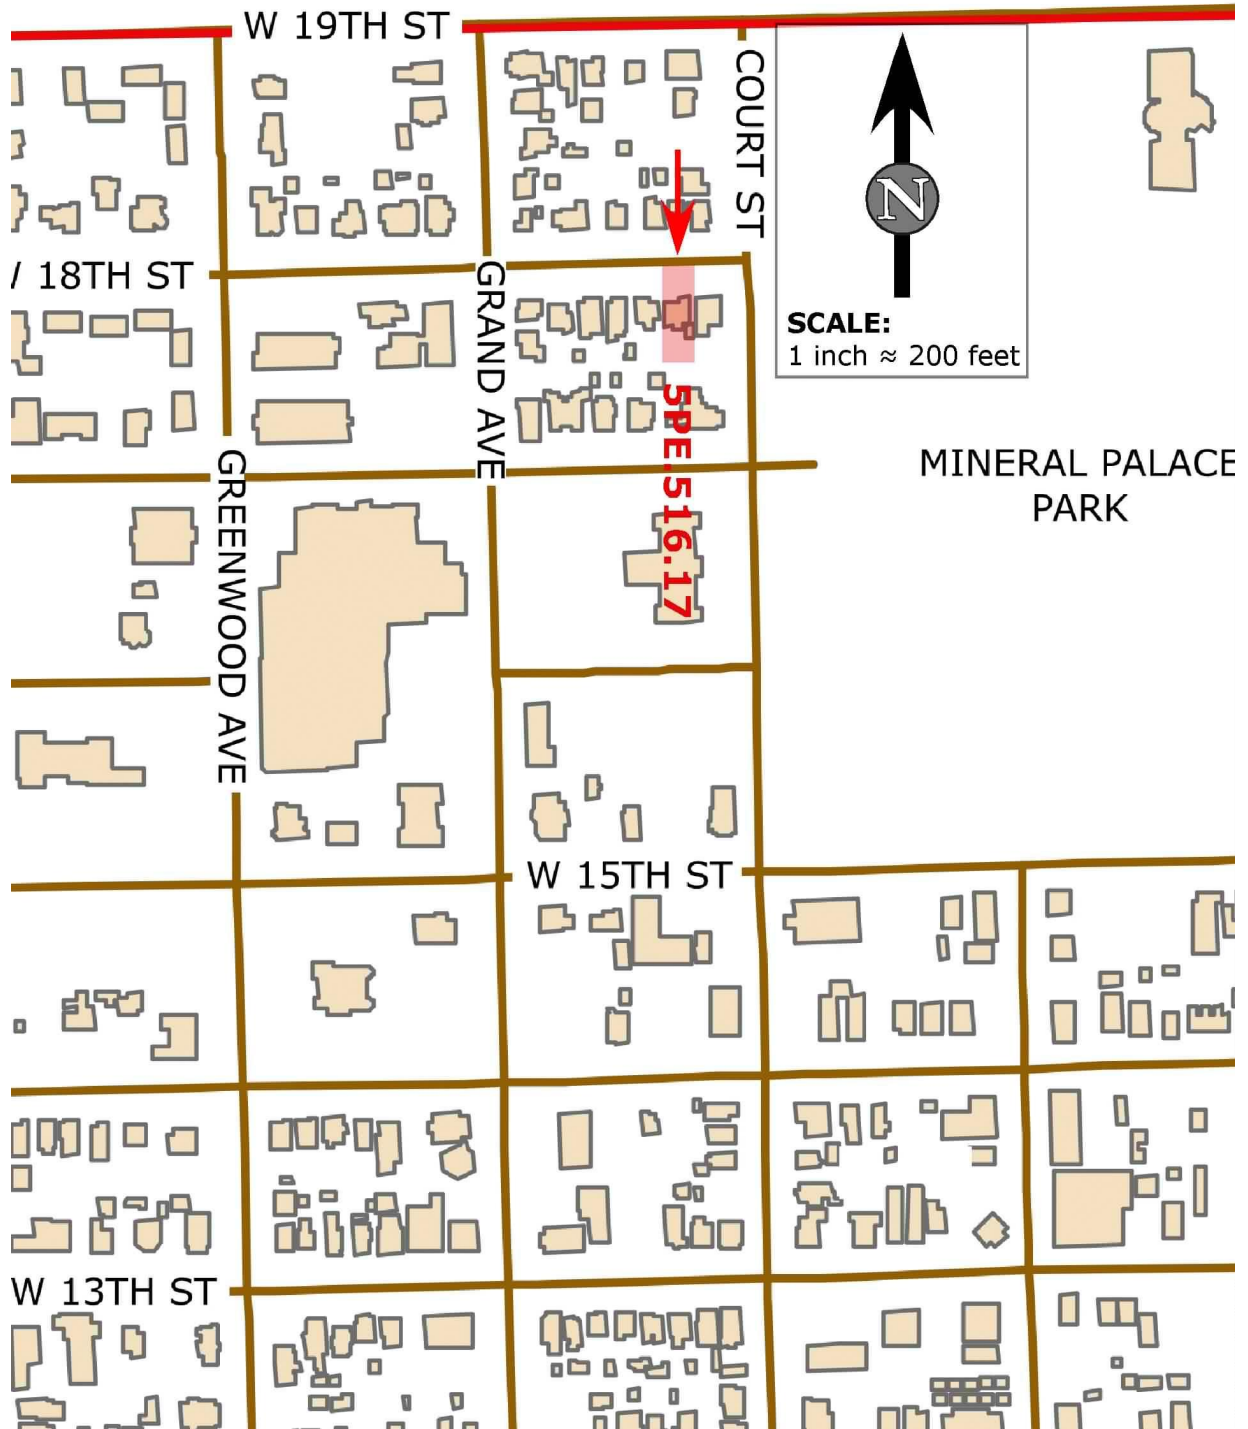 W 19TH ST
COURT ST
N
W 18TH ST
GRAND AVE
SCALE:
1 inch ≈ 200 feet
5PE.516.17
GREENWOOD AVE
MINERAL PALACE
PARK
W 15TH ST
W 13TH ST